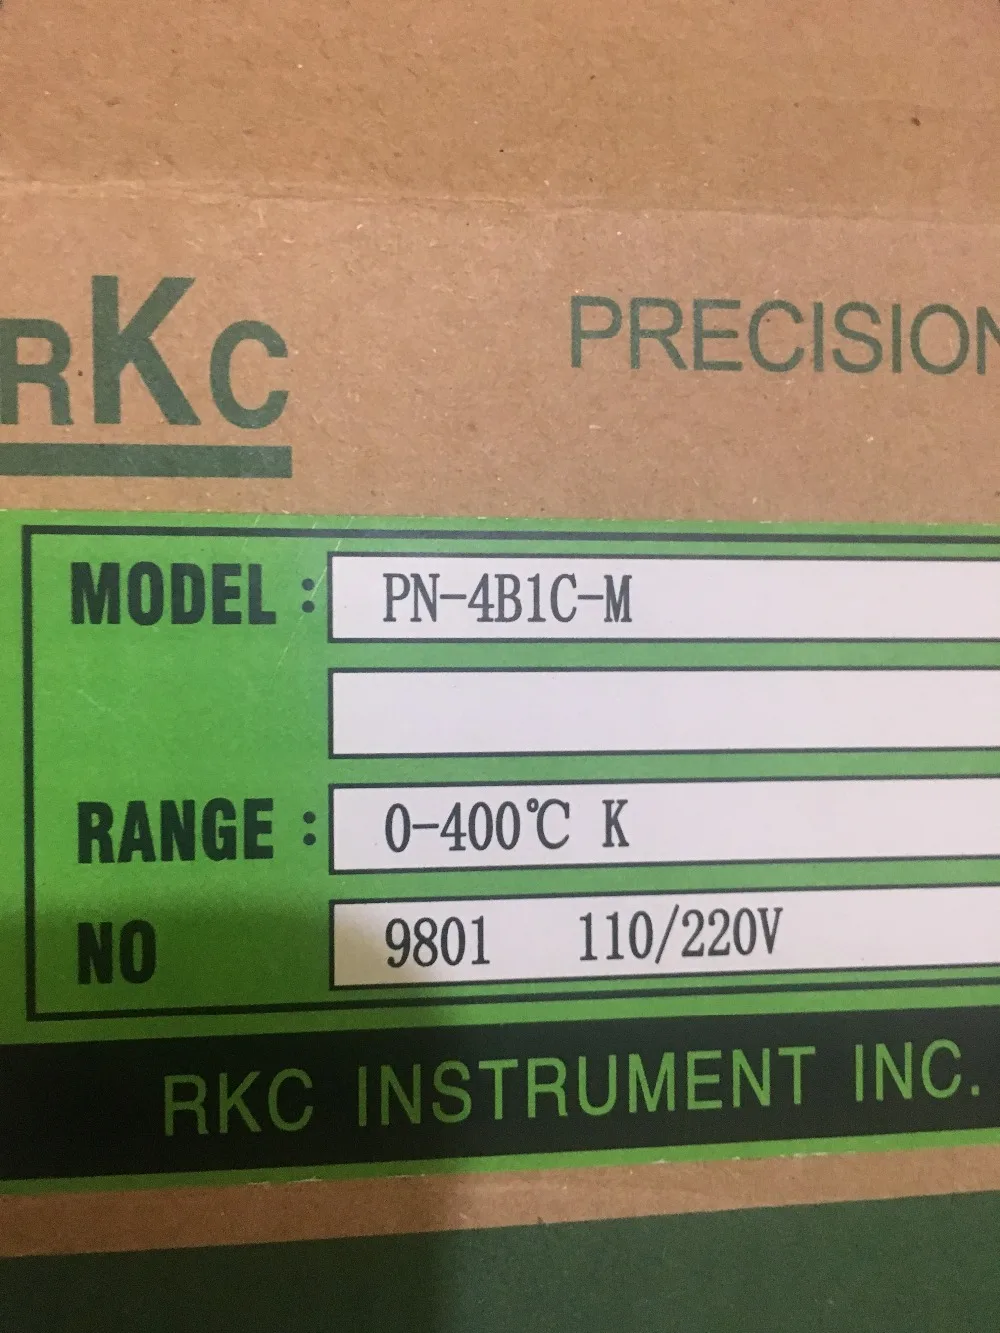 RKC
PRECISION
MODEL : PN-4B1C-M
RANGE : 0-400℃ K
NO 9801 110/220V
RKC INSTRUMENT INC.